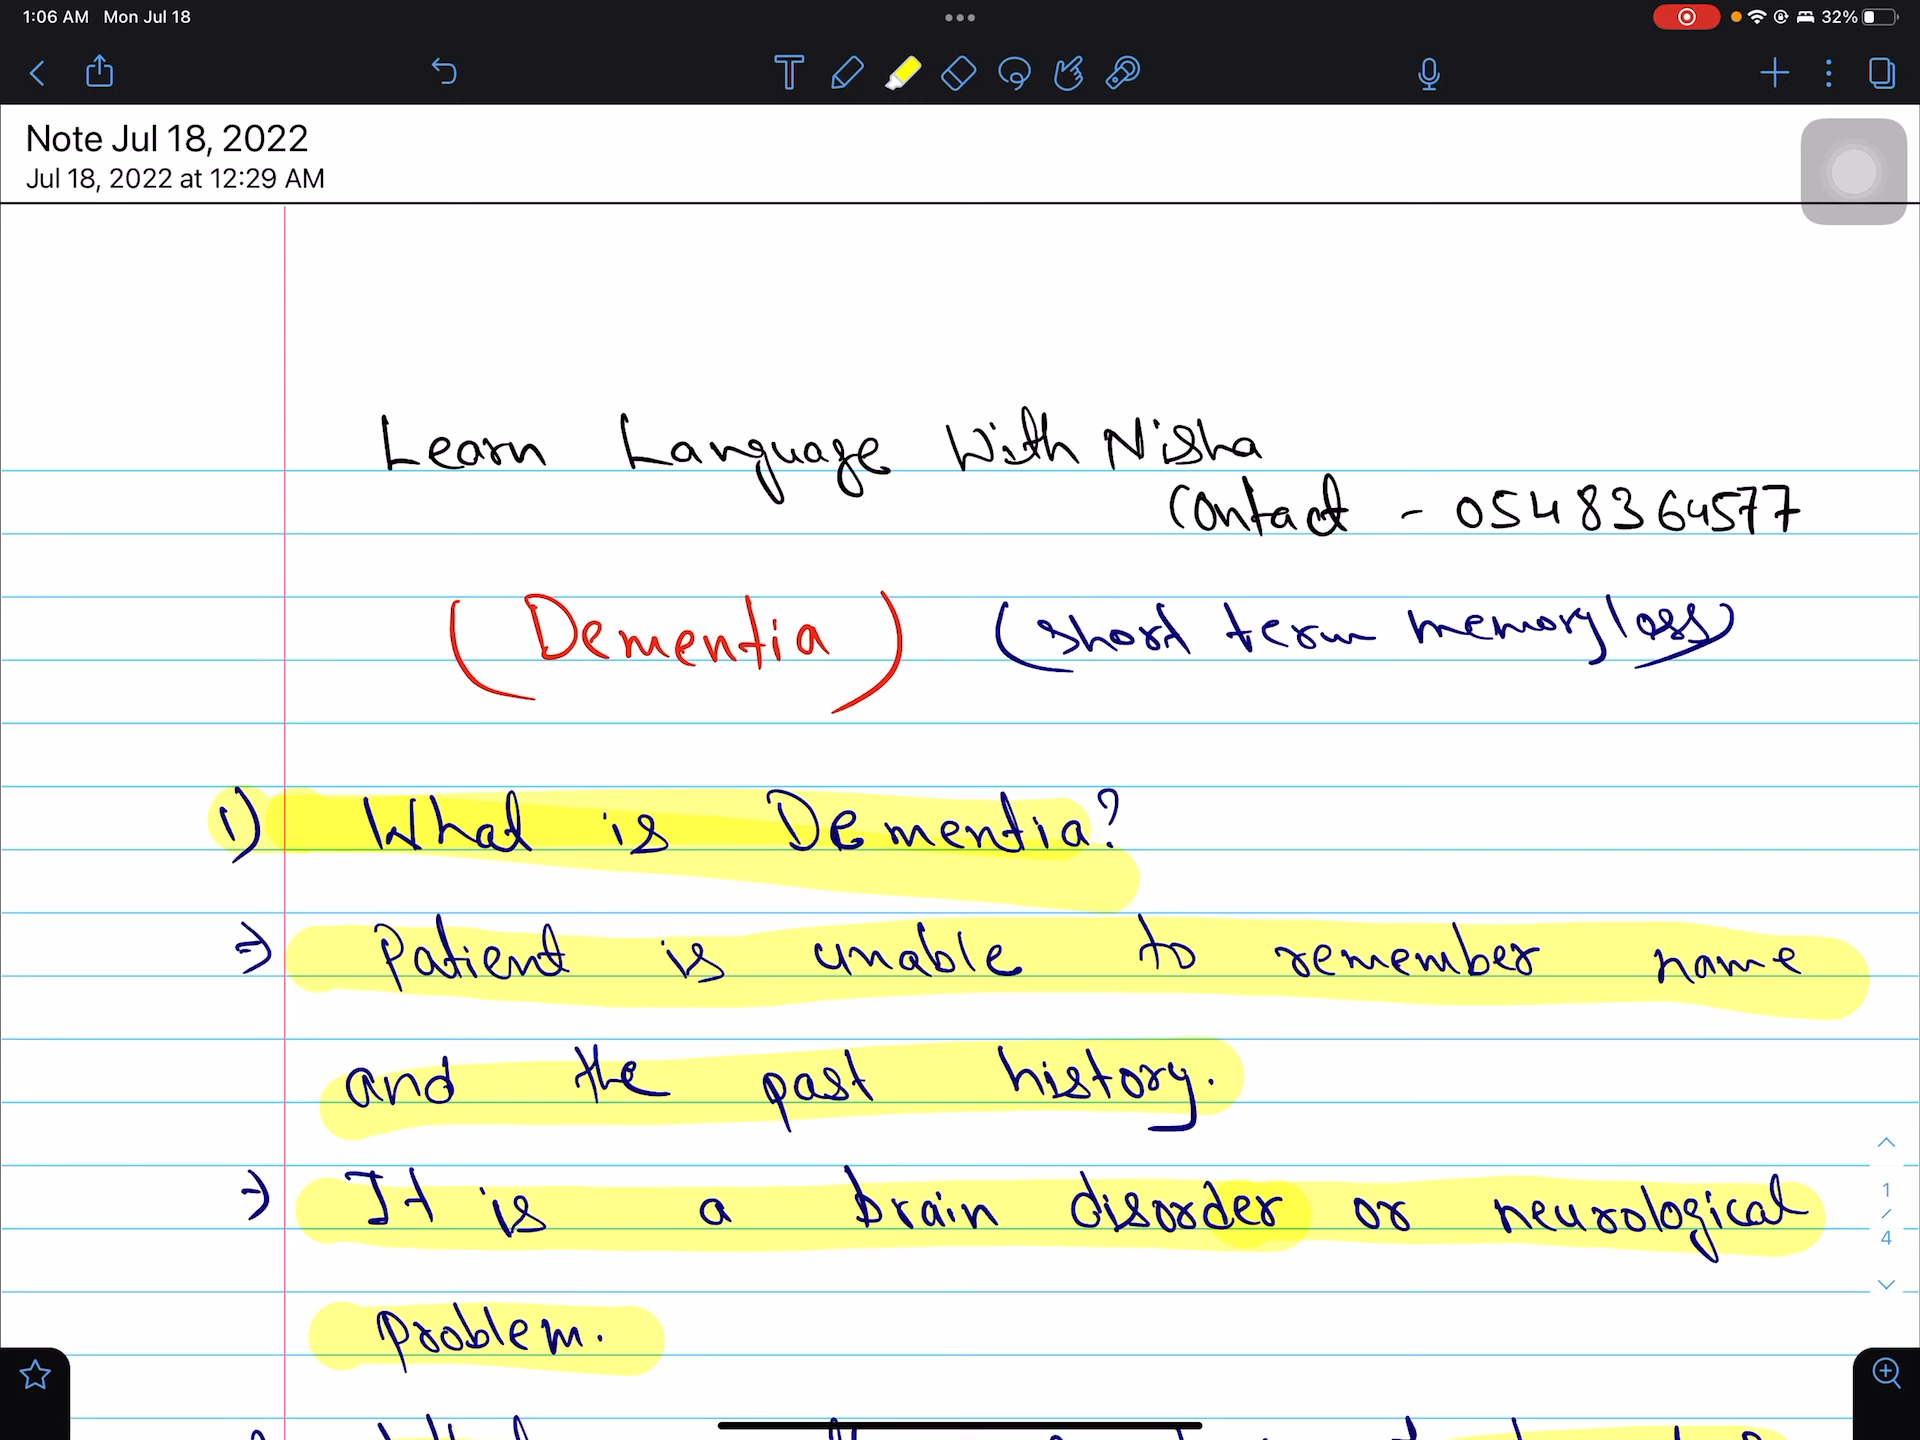 1:06 AM Mon Jul 18
32%
Note Jul 18, 2022
Jul 18, 2022 at 12:29 AM
Learn Language With Nisha
Contact - 0548364577
(Dementia) (short term memory loss)
1) What is Dementia?
⇒ Patient is unable to remember name
and the past history.
⇒ It is a brain disorder or neurological
problem.
1
/
4